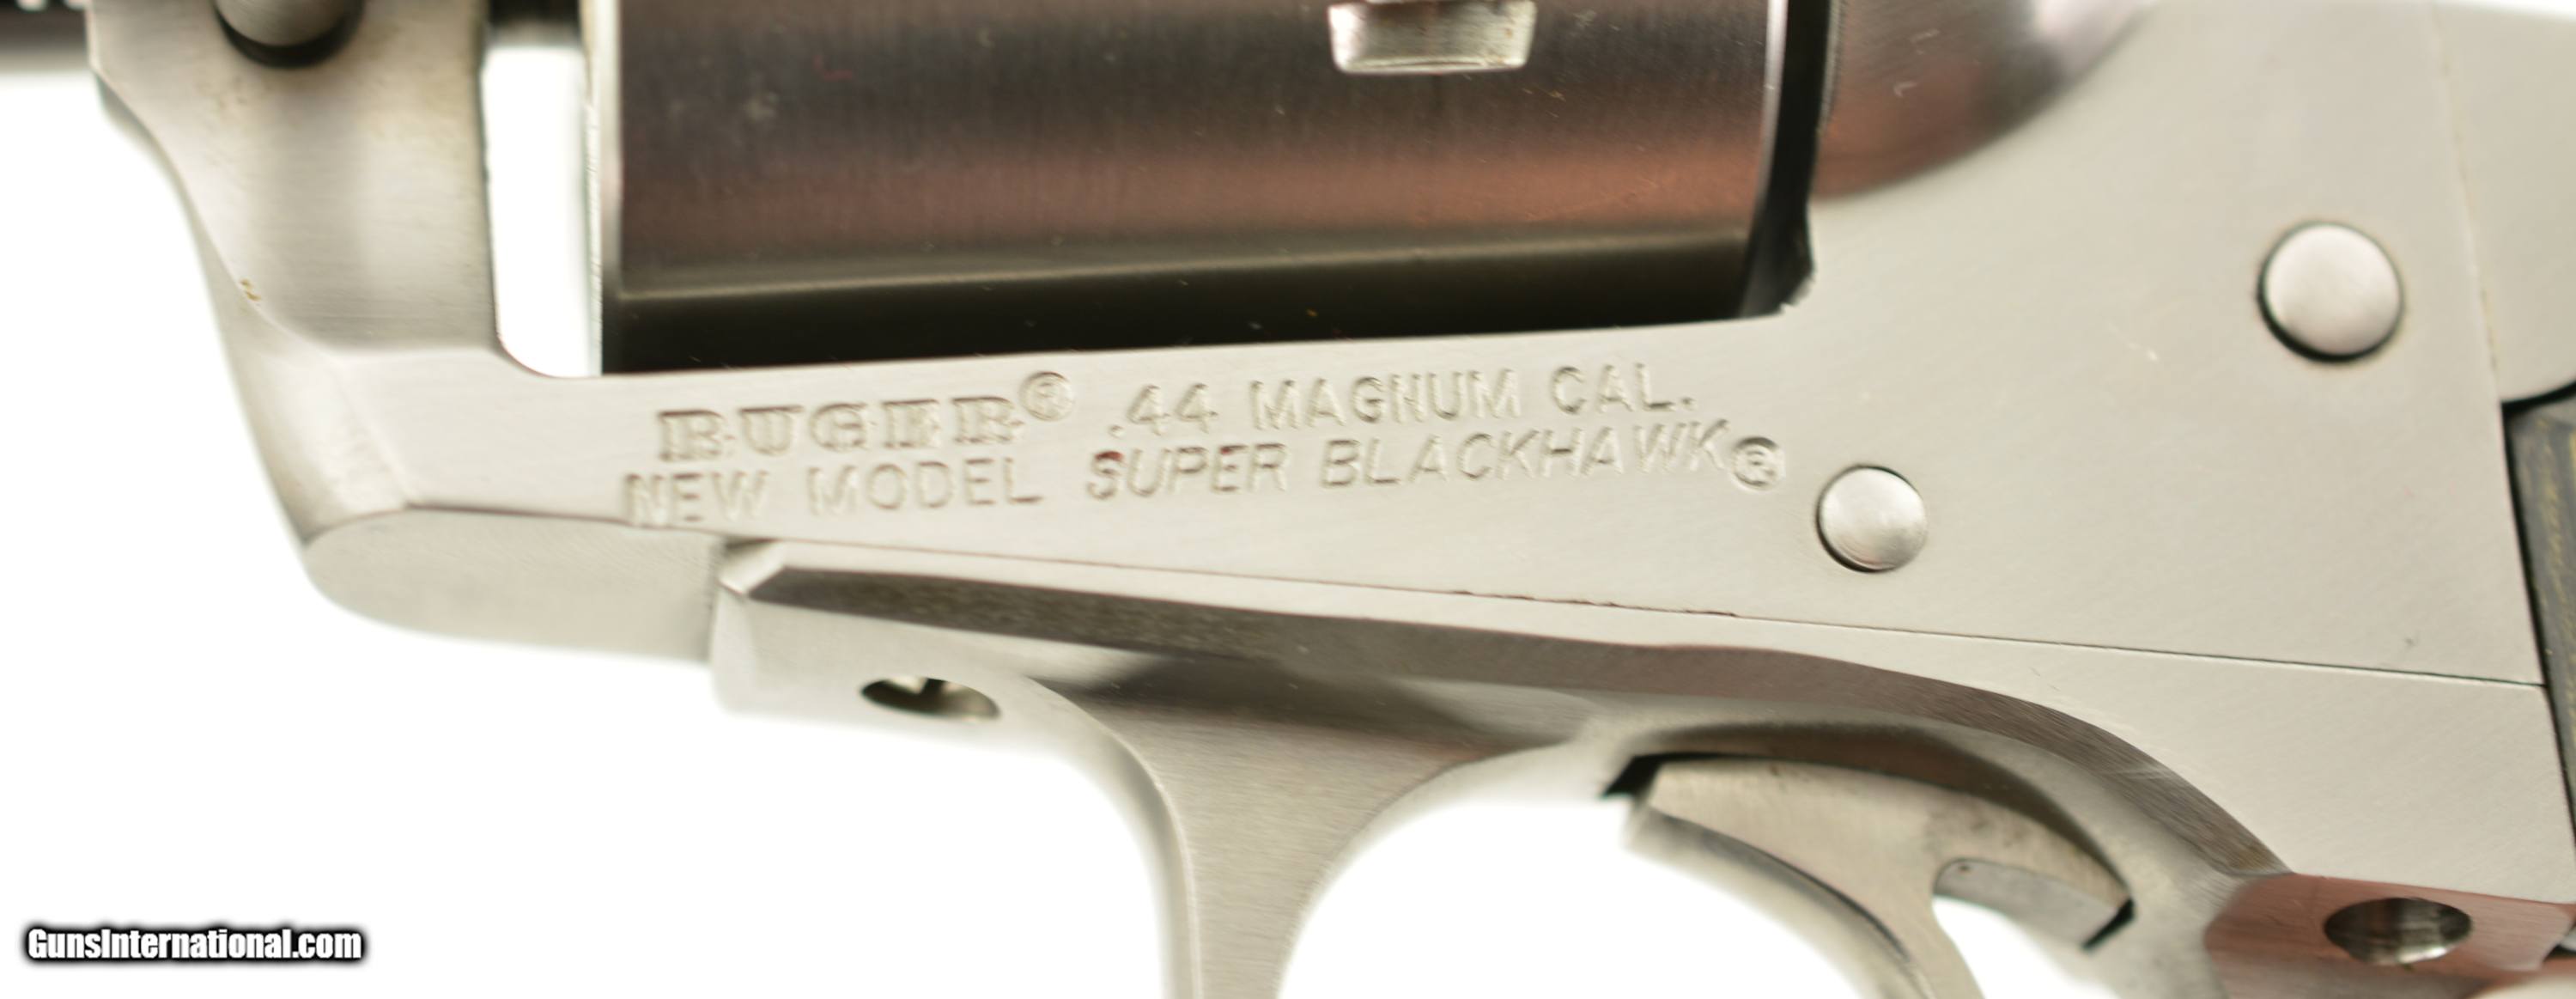 RUGER® .44 MAGNUM CAL.
NEW MODEL SUPER BLACKHAWK®
GunsInternational.com